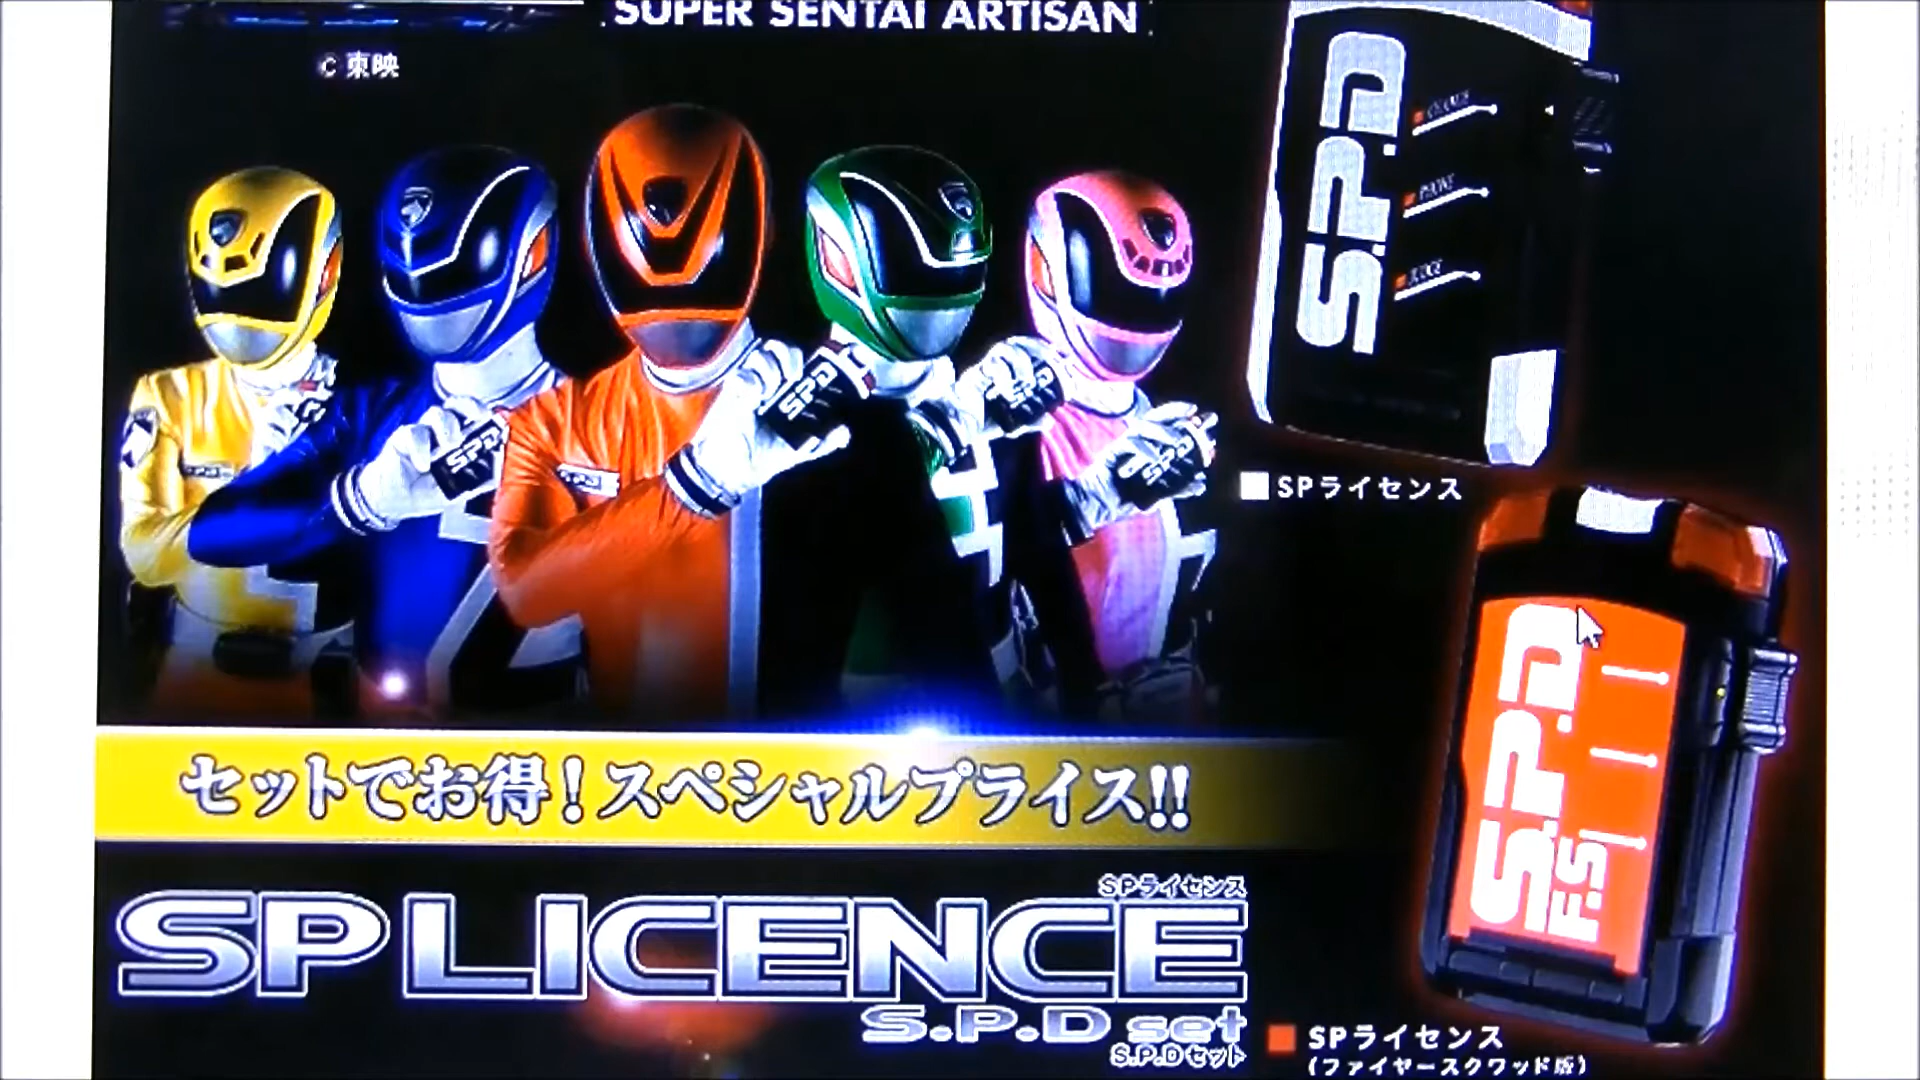 SUPER SENTAI ARTISAN
© 東映
S.P.D
CHANGE
PHONE
JUDGE
S.P.D
S.P.D
S.P.D
S.P.D
S.P.D
SPライセンス
S.P.D
F.S
セットでお得！スペシャルプライス!!
SPライセンス
SP LICENCE
S.P.D set
S.P.Dセット
SPライセンス
(ファイヤースクワッド版)